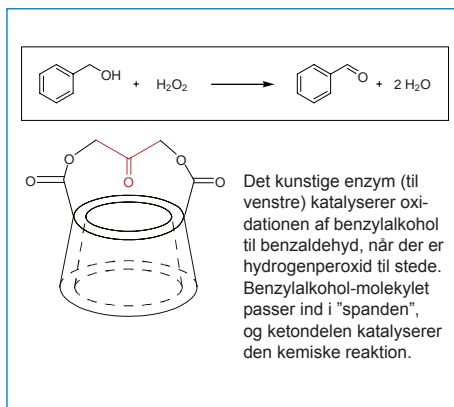 OH + H₂O₂ O + 2 H₂O
O O
O O O
Det kunstige enzym (til
venstre) katalyserer oxi-
dationen af benzylalkohol
til benzaldehyd, når der er
hydrogenperoxid til stede.
Benzylalkohol-molekylet
passer ind i ”spanden”,
og ketondelen katalyserer
den kemiske reaktion.